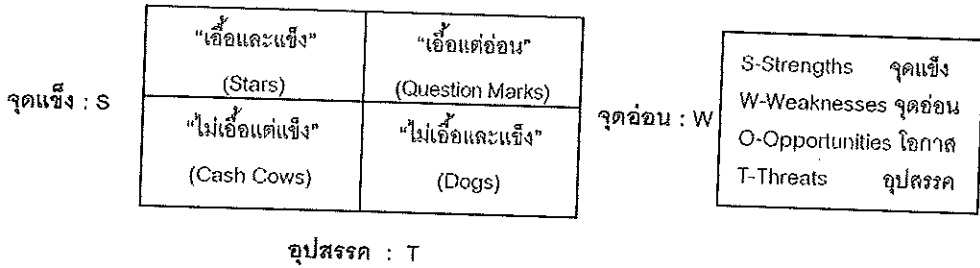 "เอื้อและแข็ง" "เอื้อแต่อ่อน"
(Stars) (Question Marks)
จุดแข็ง : S จุดอ่อน : W
"ไม่เอื้อแต่แข็ง" "ไม่เอื้อและแข็ง"
(Cash Cows) (Dogs)
อุปสรรค : T
S-Strengths จุดแข็ง
W-Weaknesses จุดอ่อน
O-Opportunities โอกาส
T-Threats อุปสรรค